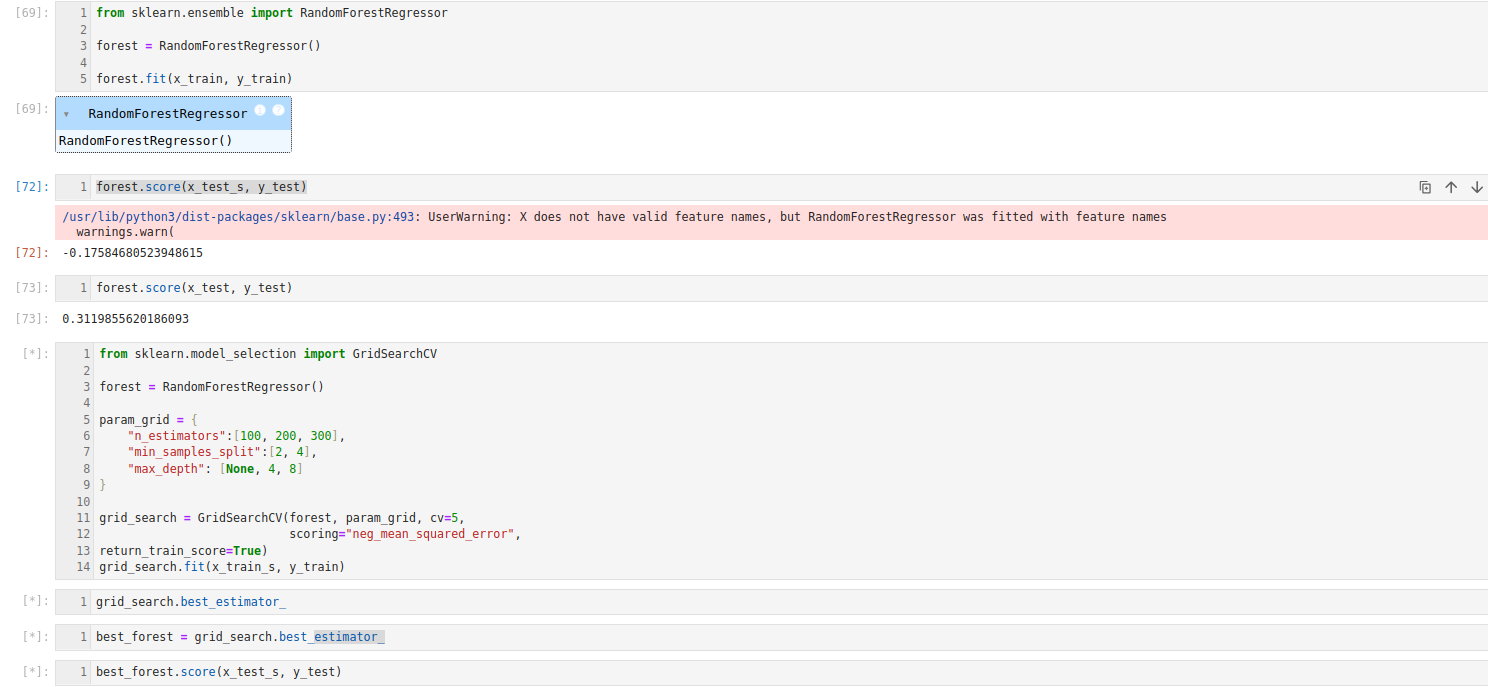 [69]:
1 from sklearn.ensemble import RandomForestRegressor
2
3 forest = RandomForestRegressor()
4
5 forest.fit(x_train, y_train)
[69]:
▾ RandomForestRegressor i ?
RandomForestRegressor()
[72]:
1 forest.score(x_test_s, y_test)
/usr/lib/python3/dist-packages/sklearn/base.py:493: UserWarning: X does not have valid feature names, but RandomForestRegressor was fitted with feature names
  warnings.warn(
[72]: -0.17584680523948615
[73]:
1 forest.score(x_test, y_test)
[73]: 0.3119855620186093
[*]:
1 from sklearn.model_selection import GridSearchCV
2
3 forest = RandomForestRegressor()
4
5 param_grid = {
6     "n_estimators":[100, 200, 300],
7     "min_samples_split":[2, 4],
8     "max_depth": [None, 4, 8]
9 }
10
11 grid_search = GridSearchCV(forest, param_grid, cv=5,
12                            scoring="neg_mean_squared_error",
13 return_train_score=True)
14 grid_search.fit(x_train_s, y_train)
[*]:
1 grid_search.best_estimator_
[*]:
1 best_forest = grid_search.best_estimator_
[*]:
1 best_forest.score(x_test_s, y_test)